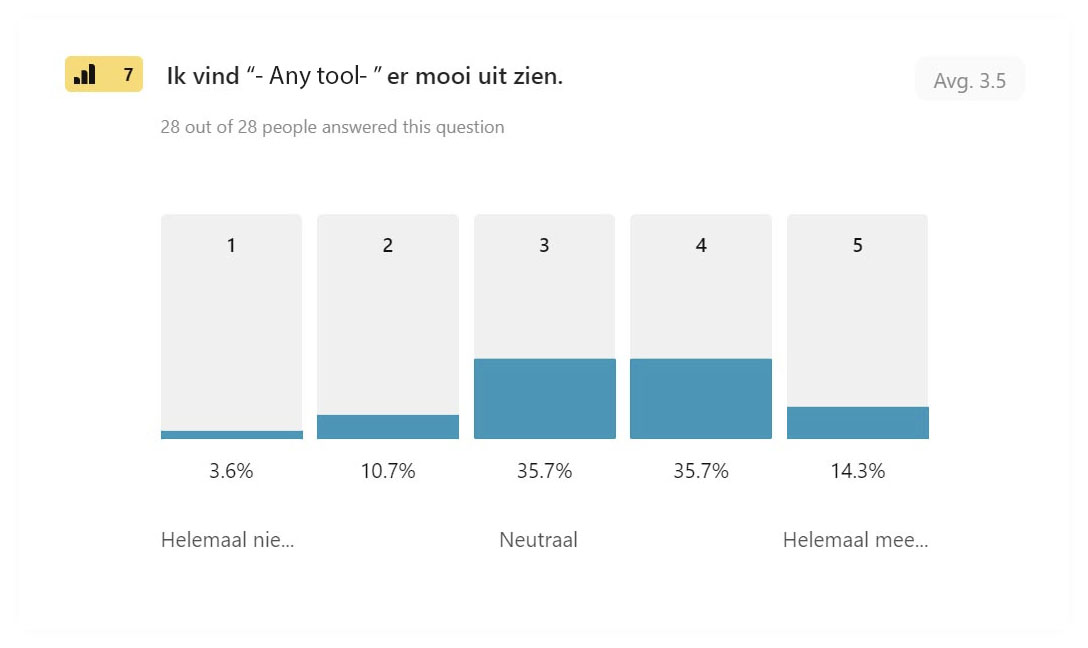 7 Ik vind “- Any tool- ” er mooi uit zien.
Avg. 3.5
28 out of 28 people answered this question
1 2 3 4 5
3.6% 10.7% 35.7% 35.7% 14.3%
Helemaal nie... Neutraal Helemaal mee...